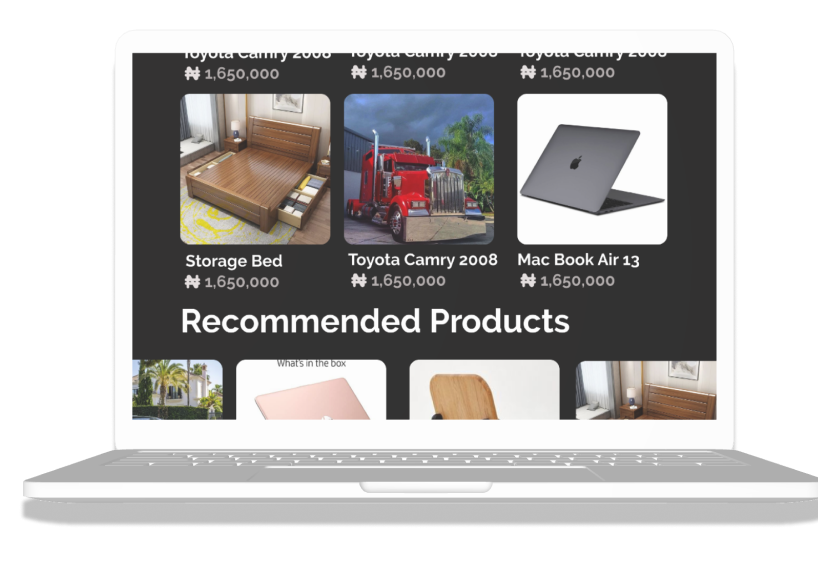 Toyota Camry 2008 Toyota Camry 2008 Toyota Camry 2008
₦ 1,650,000 ₦ 1,650,000 ₦ 1,650,000
Storage Bed Toyota Camry 2008 Mac Book Air 13
₦ 1,650,000 ₦ 1,650,000 ₦ 1,650,000
Recommended Products
What's in the box